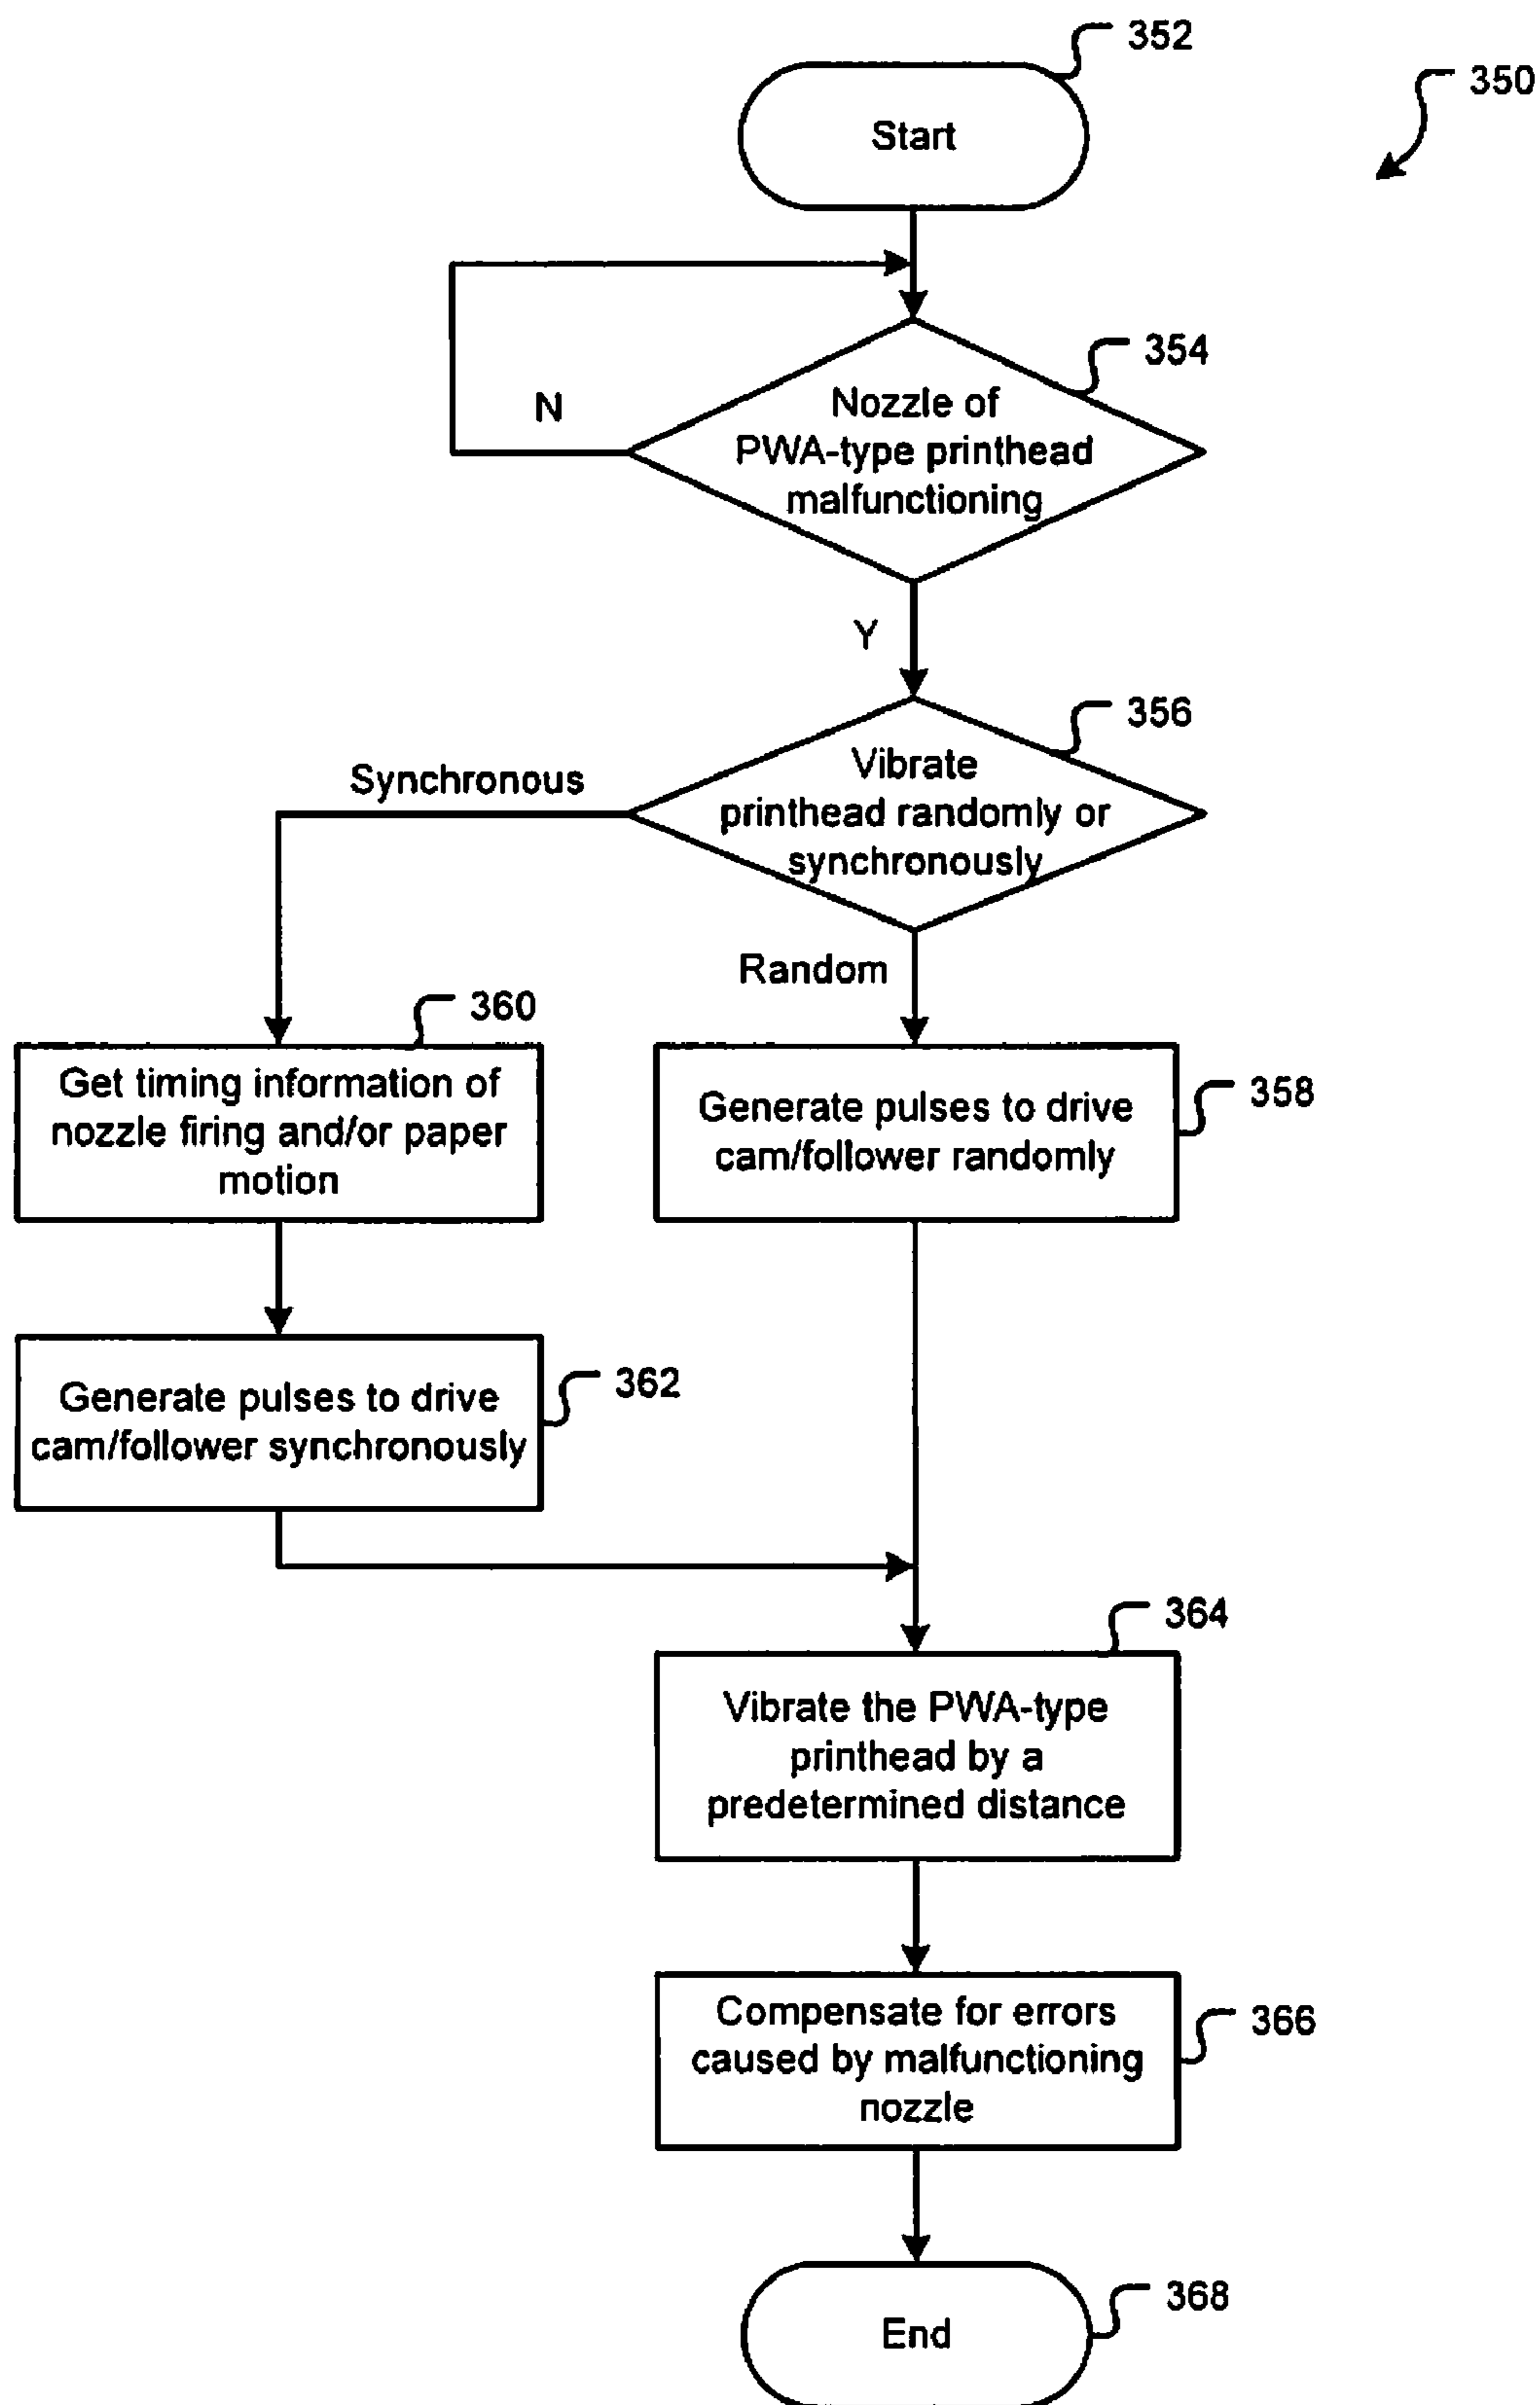 352
350
Start
354
N
Nozzle of
PWA-type printhead
malfunctioning
Y
356
Synchronous
Vibrate
printhead randomly or
synchronously
Random
360
Get timing information of
nozzle firing and/or paper
motion
358
Generate pulses to drive
cam/follower randomly
362
Generate pulses to drive
cam/follower synchronously
364
Vibrate the PWA-type
printhead by a
predetermined distance
366
Compensate for errors
caused by malfunctioning
nozzle
368
End